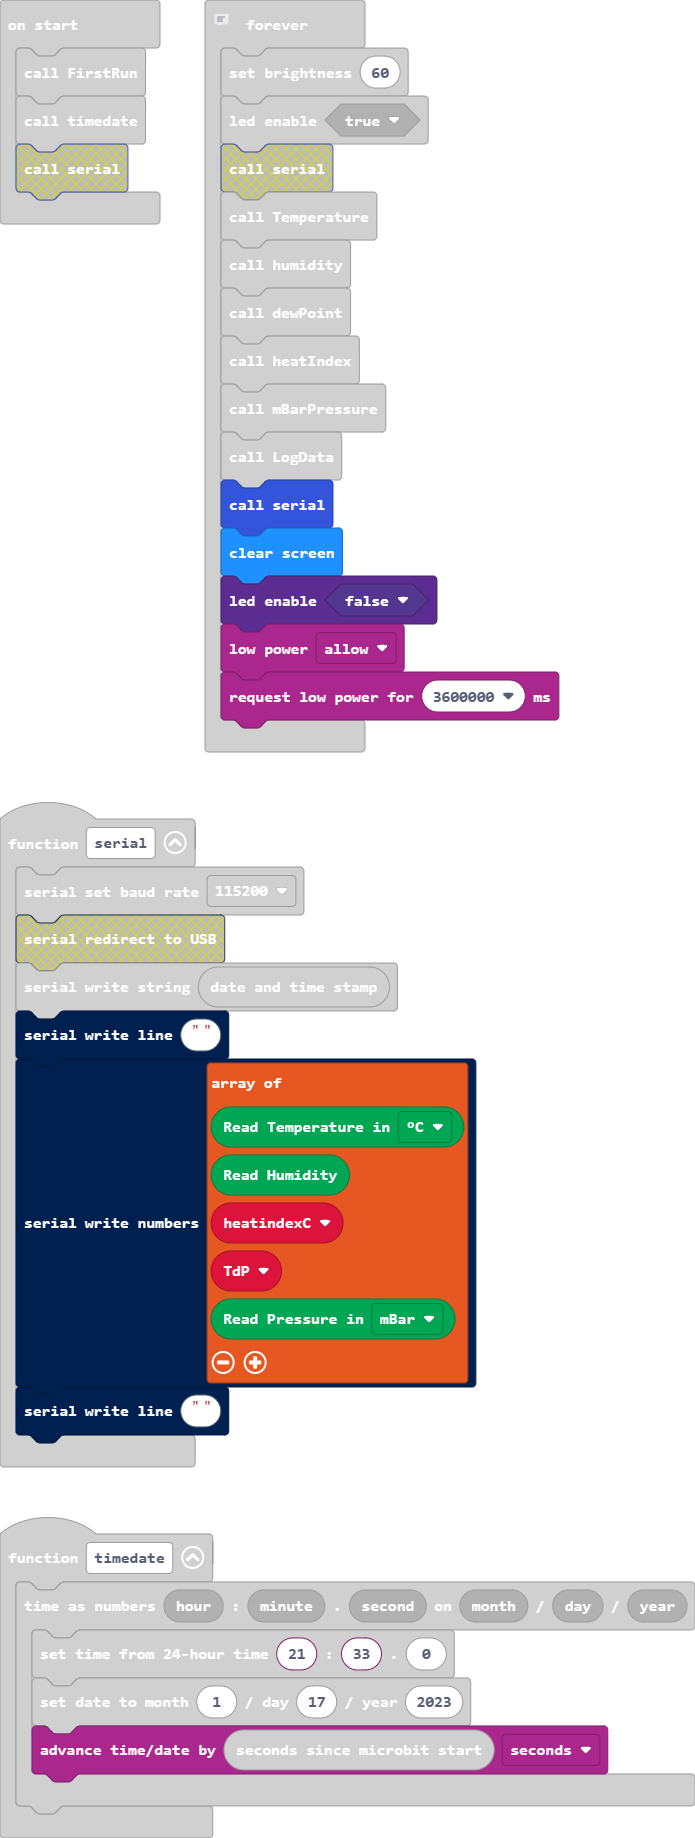 on start
call FirstRun
call timedate
call serial
forever
set brightness 60
led enable true
call serial
call Temperature
call humidity
call dewPoint
call heatIndex
call mBarPressure
call LogData
call serial
clear screen
led enable false
low power allow
request low power for 3600000 ms
function serial
serial set baud rate 115200
serial redirect to USB
serial write string date and time stamp
serial write line " "
serial write numbers
array of
Read Temperature in ºC
Read Humidity
heatindexC
TdP
Read Pressure in mBar
serial write line " "
function timedate
time as numbers hour : minute . second on month / day / year
set time from 24-hour time 21 : 33 . 0
set date to month 1 / day 17 / year 2023
advance time/date by seconds since microbit start seconds